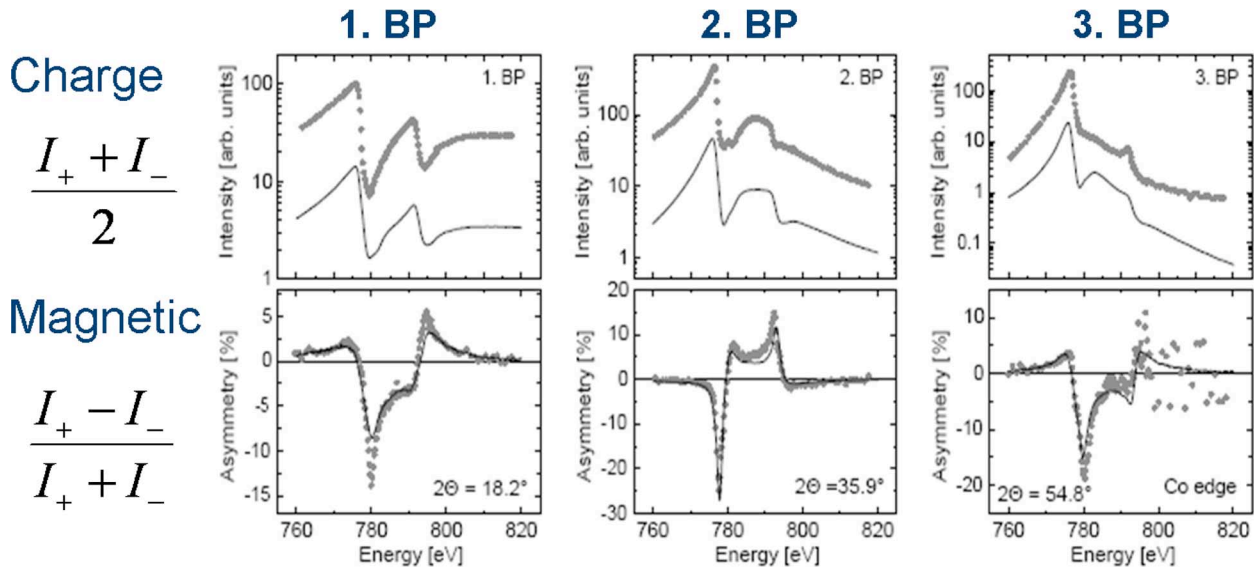 1. BP
2. BP
3. BP
Charge
I₊ + I₋
2
Intensity [arb. units]
100
10
1
1. BP
Intensity [arb. units]
100
10
1
2. BP
Intensity [arb. units]
100
10
1
0.1
3. BP
Magnetic
I₊ − I₋
I₊ + I₋
Asymmetry [%]
5
0
-5
-10
-15
2Θ = 18.2°
760 780 800 820
Energy [eV]
Asymmetry [%]
20
10
0
-10
-20
-30
2Θ =35.9°
760 780 800 820
Energy [eV]
Asymmetry [%]
10
0
-10
-20
2Θ = 54.8°
Co edge
760 780 800 820
Energy [eV]